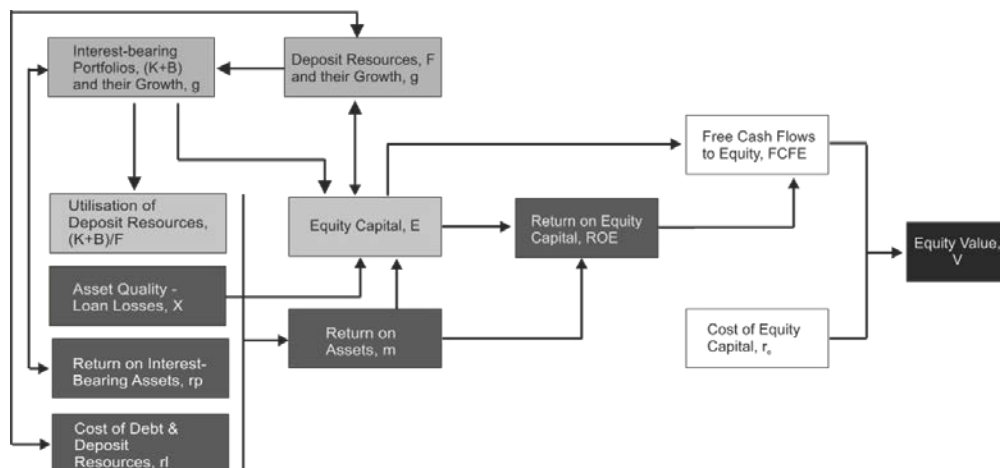 Interest-bearing
Portfolios, (K+B)
and their Growth, g
Deposit Resources, F
and their Growth, g
Free Cash Flows
to Equity, FCFE
Utilisation of
Deposit Resources,
(K+B)/F
Equity Capital, E
Return on Equity
Capital, ROE
Equity Value,
V
Asset Quality -
Loan Losses, X
Return on
Assets, m
Cost of Equity
Capital, rₑ
Return on Interest-
Bearing Assets, rp
Cost of Debt &
Deposit
Resources, rl